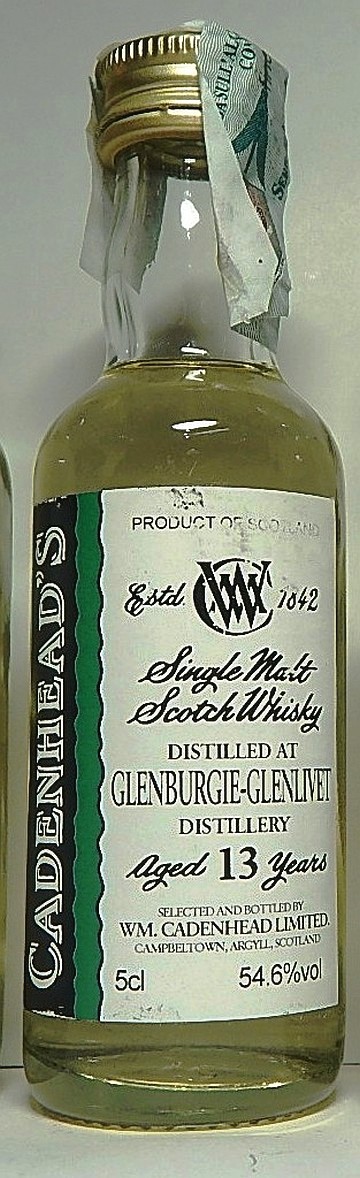 CADENHEAD'S
PRODUCT OF SCOTLAND
Estd. 1842
Single Malt
Scotch Whisky
DISTILLED AT
GLENBURGIE-GLENLIVET
DISTILLERY
Aged 13 Years
SELECTED AND BOTTLED BY
WM. CADENHEAD LIMITED.
CAMPBELTOWN, ARGYLL, SCOTLAND
5cl 54.6%vol